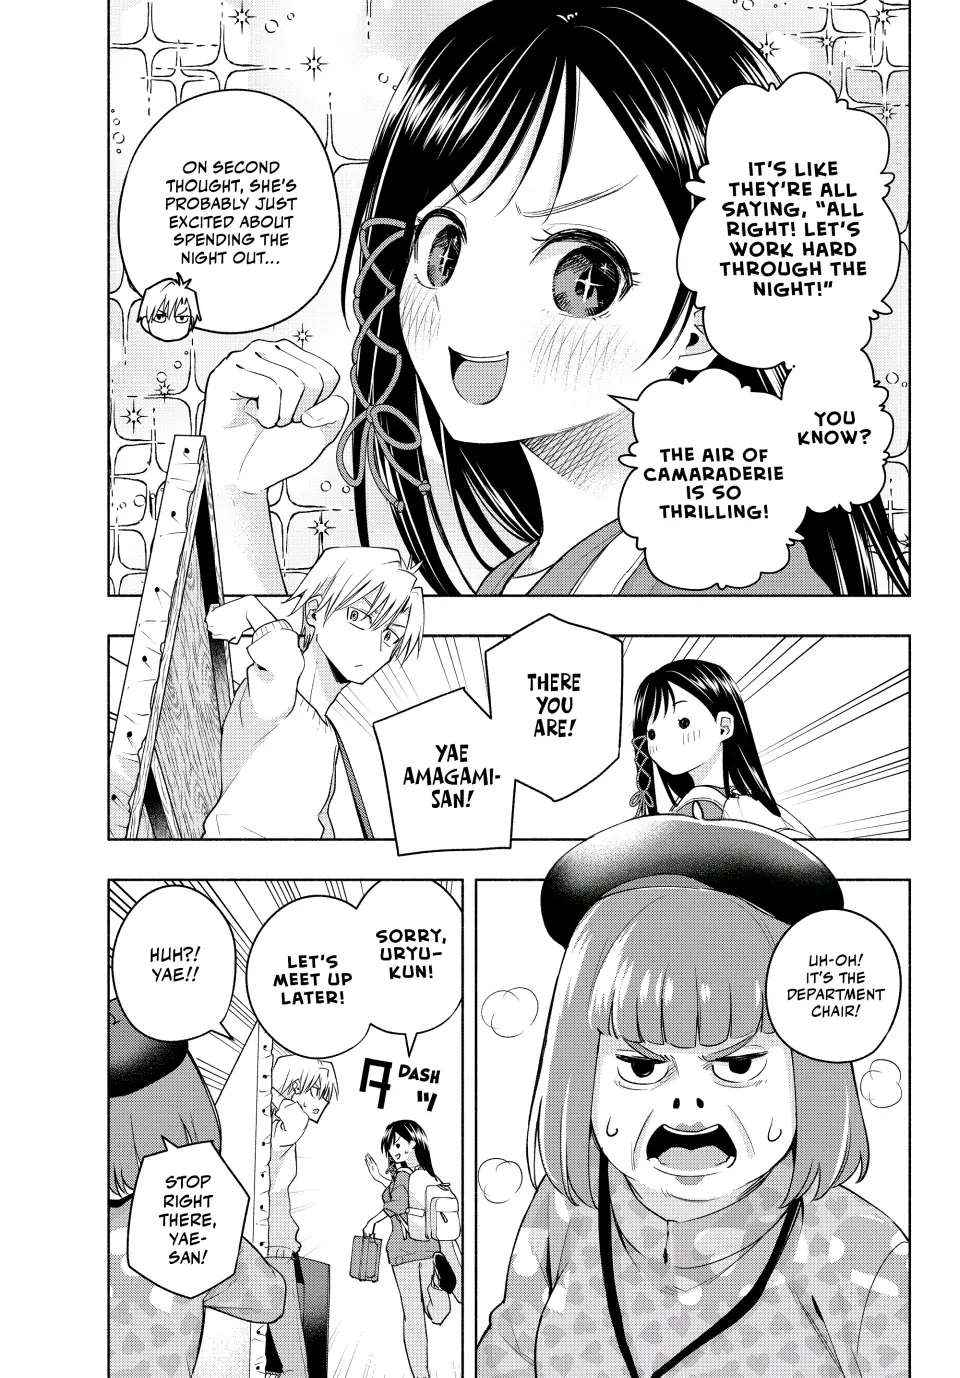 IT'S LIKE
THEY'RE ALL
SAYING, "ALL
RIGHT! LET'S
WORK HARD
THROUGH THE
NIGHT!"
YOU
KNOW?
THE AIR OF
CAMARADERIE
IS SO
THRILLING!
ON SECOND
THOUGHT, SHE'S
PROBABLY JUST
EXCITED ABOUT
SPENDING THE
NIGHT OUT...
THERE
YOU
ARE!
YAE
AMAGAMI-
SAN!
UH-OH!
IT'S THE
DEPARTMENT
CHAIR!
SORRY,
URYU-
KUN!
LET'S
MEET UP
LATER!
HUH?!
YAE!!
DASH
タッ
STOP
RIGHT
THERE,
YAE-
SAN!